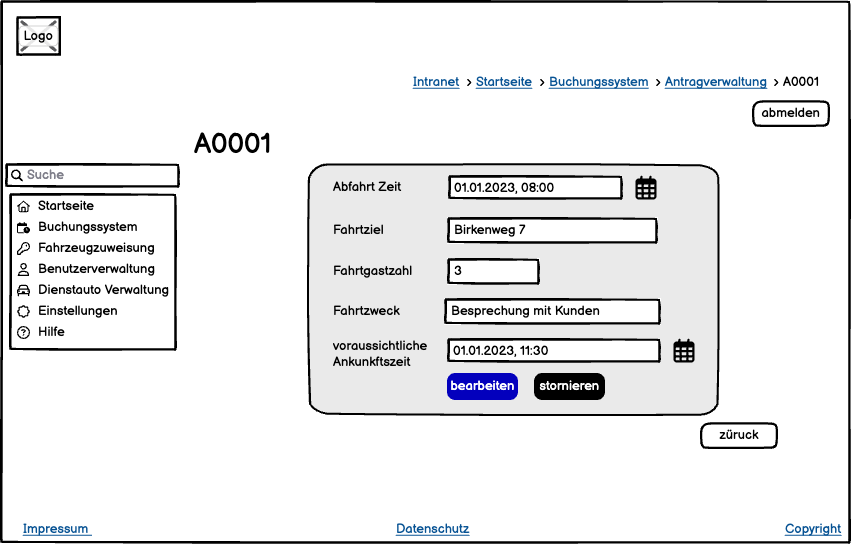 Logo
Intranet > Startseite > Buchungssystem > Antragverwaltung > A0001
abmelden
A0001
Suche
Startseite
Buchungssystem
Fahrzeugzuweisung
Benutzerverwaltung
Dienstauto Verwaltung
Einstellungen
Hilfe
Abfahrt Zeit 01.01.2023, 08:00
Fahrtziel Birkenweg 7
Fahrtgastzahl 3
Fahrtzweck Besprechung mit Kunden
voraussichtliche
Ankunkftszeit 01.01.2023, 11:30
bearbeiten stornieren
züruck
Impressum Datenschutz Copyright